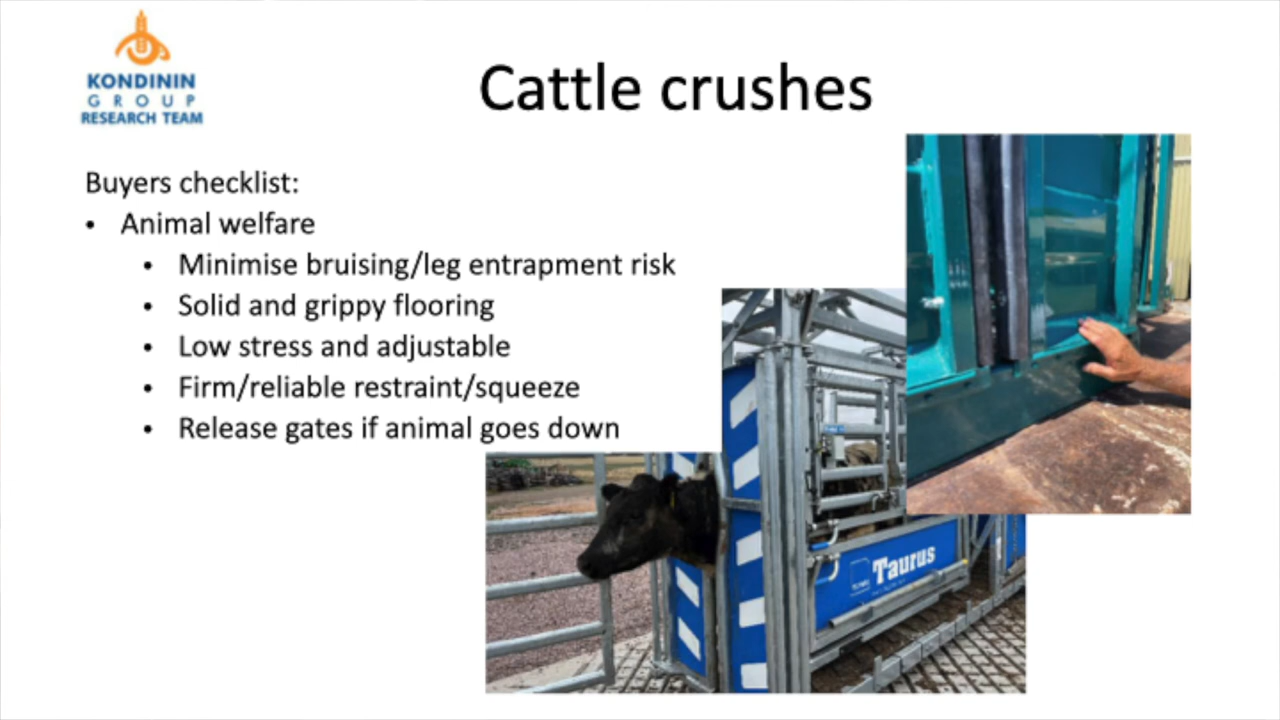 KONDININ
GROUP
RESEARCH TEAM
Cattle crushes
Buyers checklist:
• Animal welfare
• Minimise bruising/leg entrapment risk
• Solid and grippy flooring
• Low stress and adjustable
• Firm/reliable restraint/squeeze
• Release gates if animal goes down
Taurus